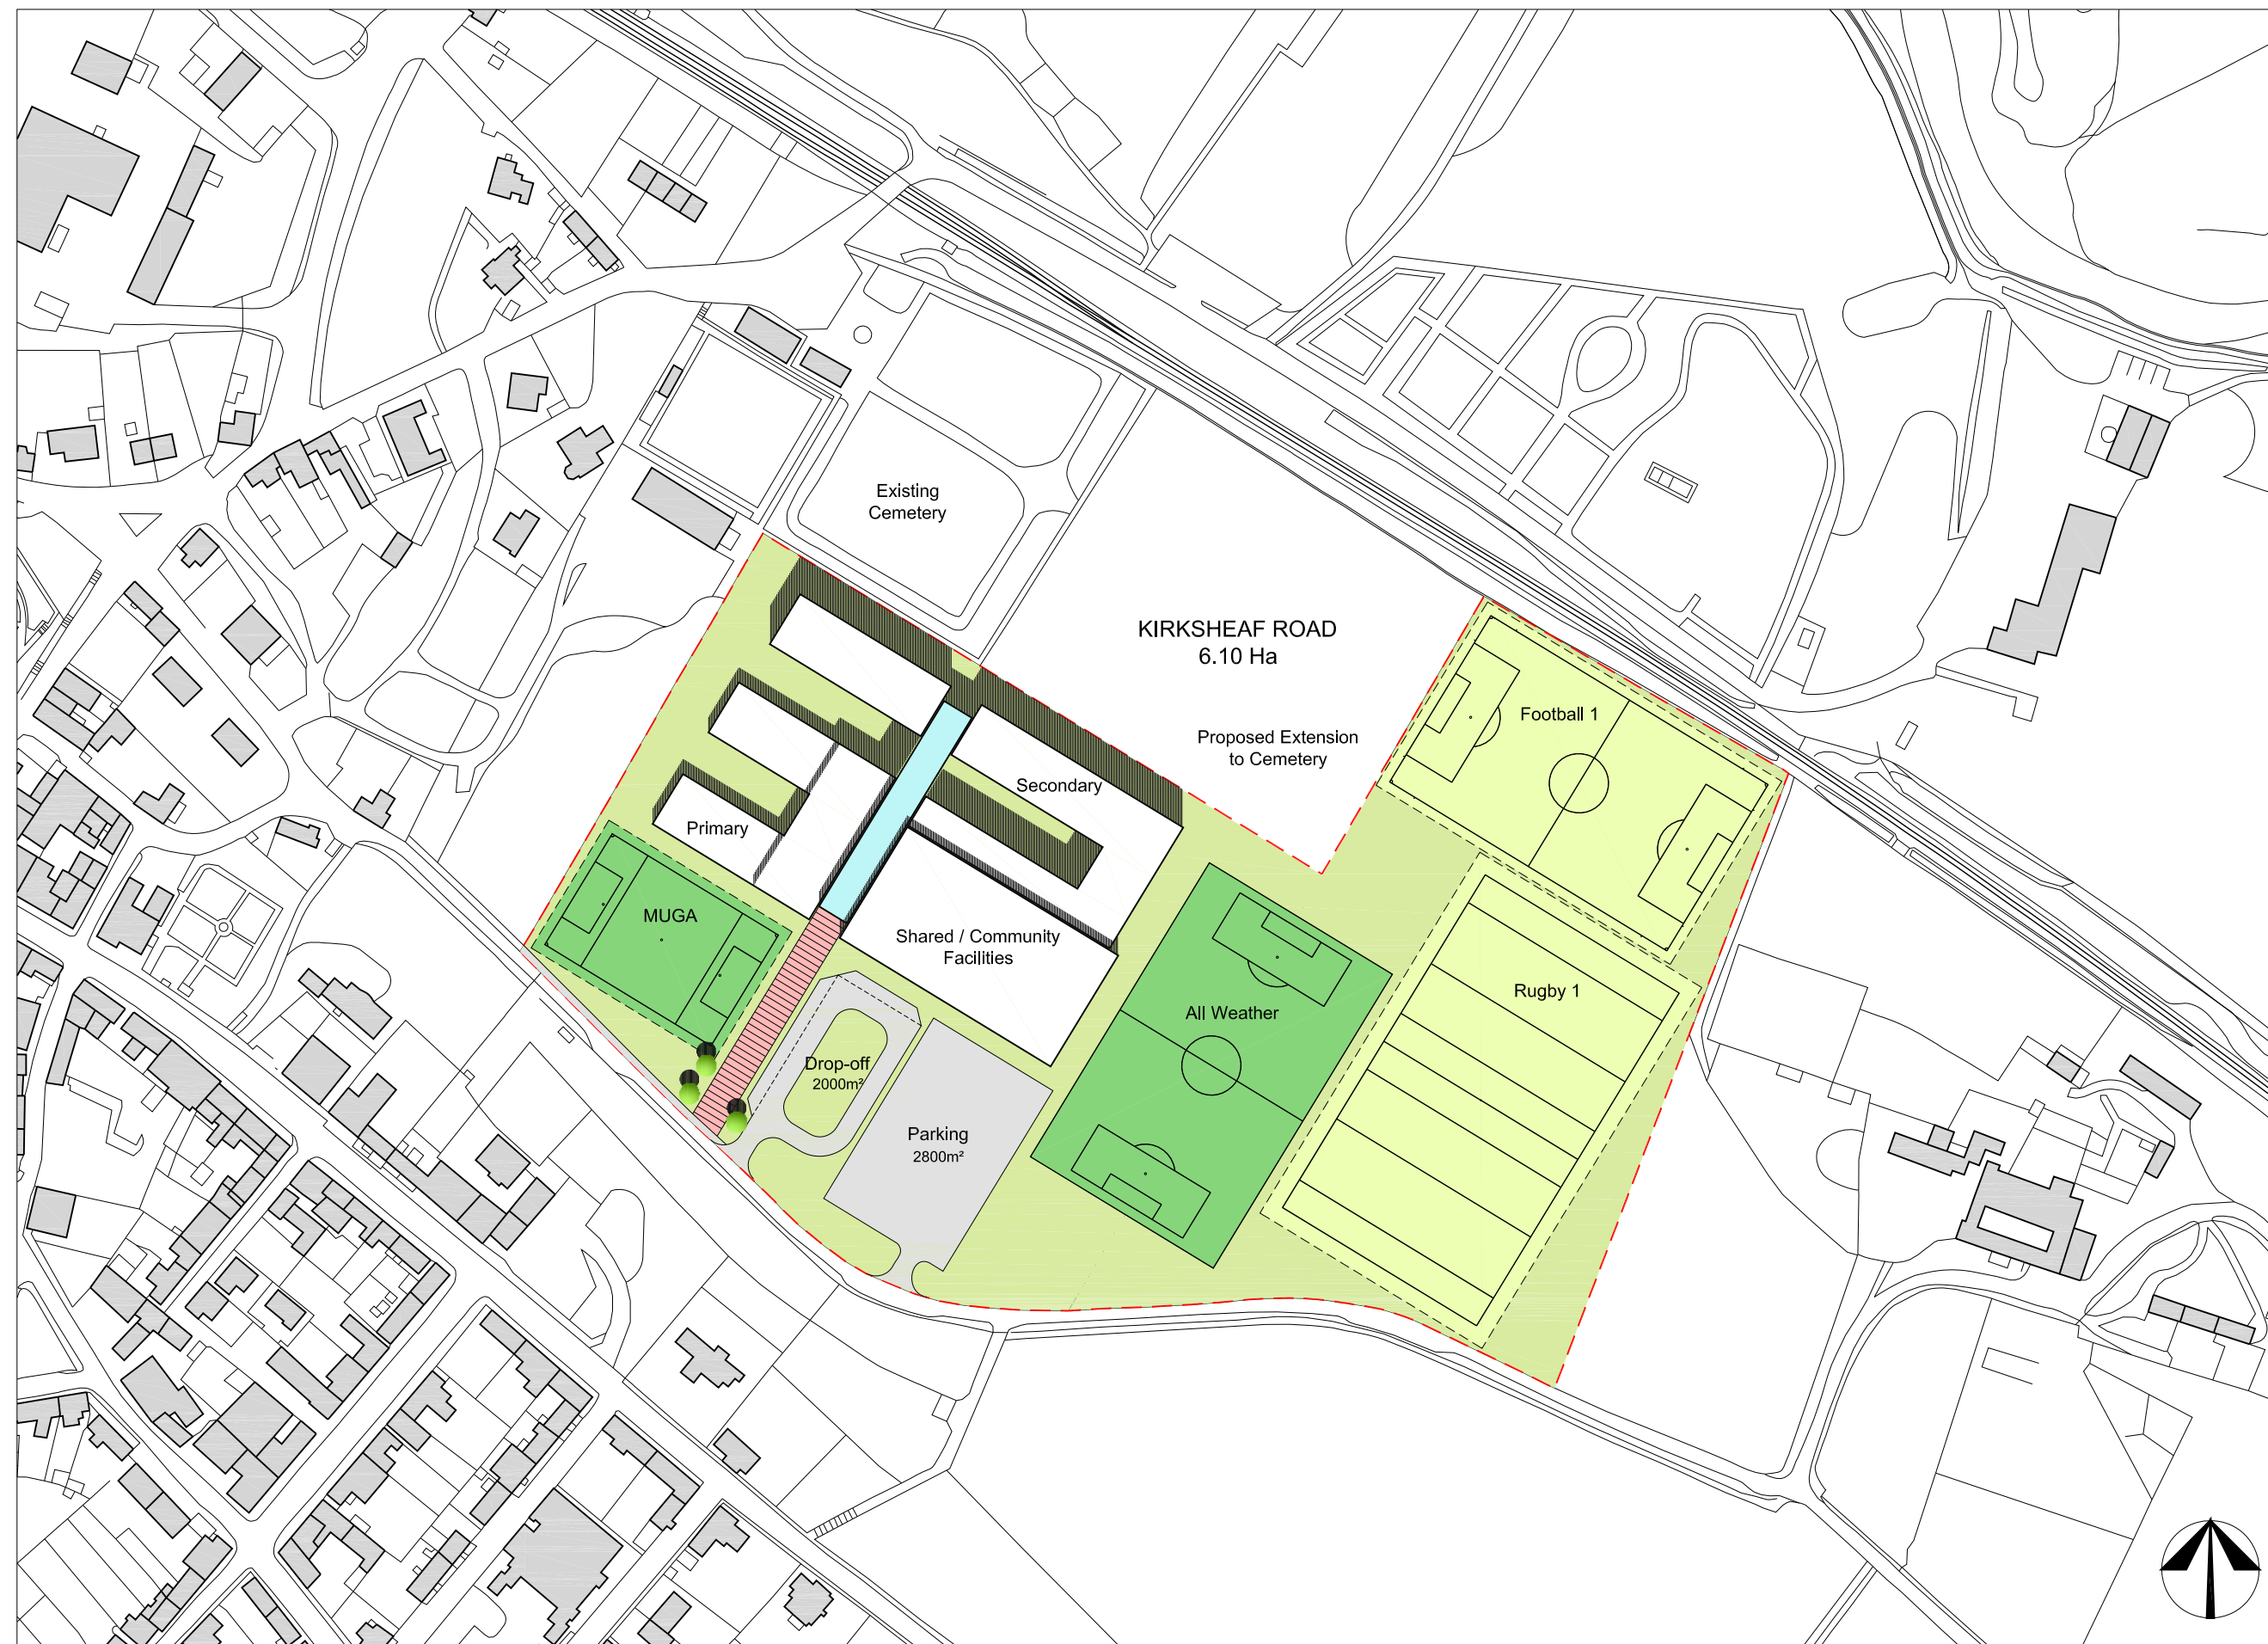 Existing
Cemetery
KIRKSHEAF ROAD
6.10 Ha
Proposed Extension
to Cemetery
Football 1
Secondary
Primary
MUGA
Shared / Community
Facilities
Rugby 1
All Weather
Drop-off
2000m²
Parking
2800m²